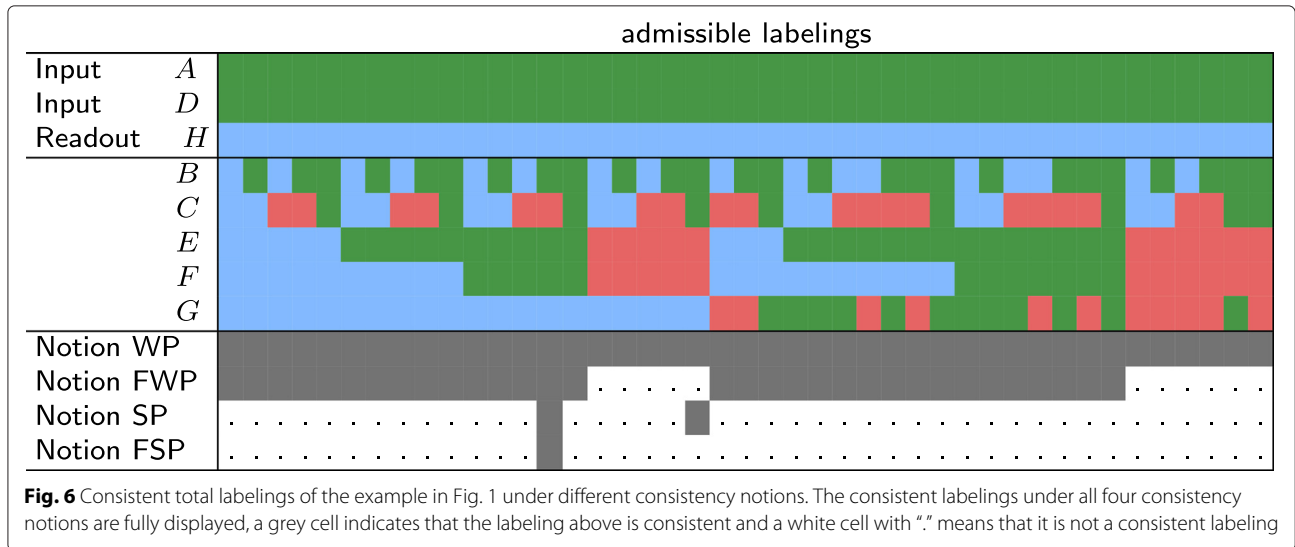 admissible labelings
Input A
Input D
Readout H
B
C
E
F
G
Notion WP
Notion FWP . . . . . . . . . . .
Notion SP . . . . . . . . . . . . . . . . . . . . . . . . . . . . . . . . . . . . . . . . .
Notion FSP . . . . . . . . . . . . . . . . . . . . . . . . . . . . . . . . . . . . . . . . . .
Fig. 6 Consistent total labelings of the example in Fig. 1 under different consistency notions. The consistent labelings under all four consistency
notions are fully displayed, a grey cell indicates that the labeling above is consistent and a white cell with “.” means that it is not a consistent labeling